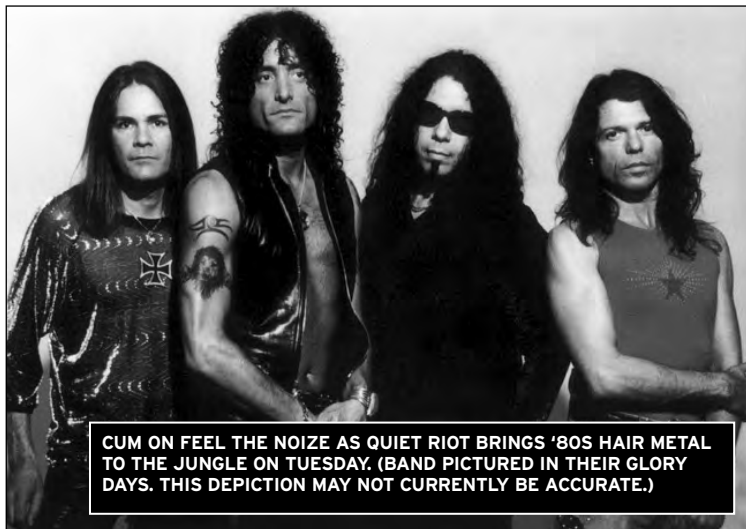 CUM ON FEEL THE NOIZE AS QUIET RIOT BRINGS ‘80S HAIR METAL
TO THE JUNGLE ON TUESDAY. (BAND PICTURED IN THEIR GLORY
DAYS. THIS DEPICTION MAY NOT CURRENTLY BE ACCURATE.)